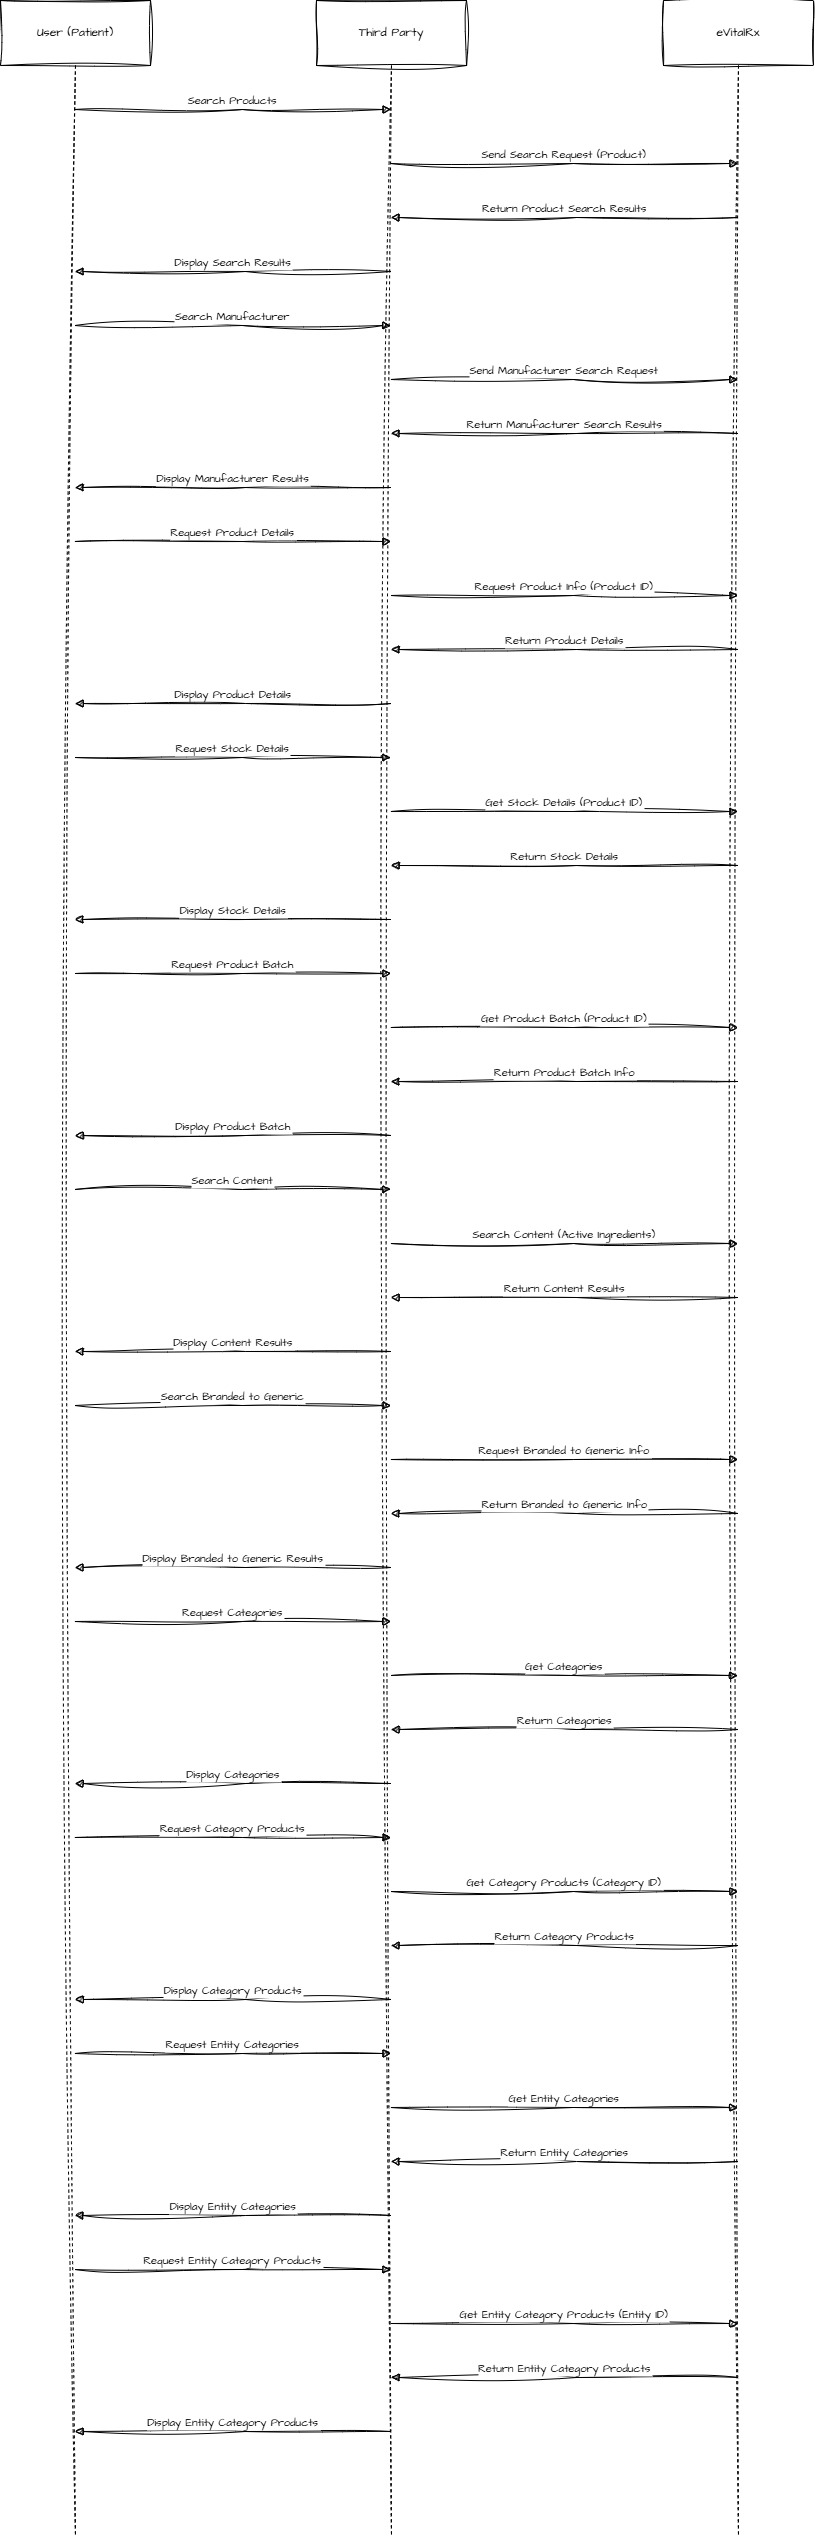 User (Patient)
Third Party
eVitalRx
Search Products
Send Search Request (Product)
Return Product Search Results
Display Search Results
Search Manufacturer
Send Manufacturer Search Request
Return Manufacturer Search Results
Display Manufacturer Results
Request Product Details
Request Product Info (Product ID)
Return Product Details
Display Product Details
Request Stock Details
Get Stock Details (Product ID)
Return Stock Details
Display Stock Details
Request Product Batch
Get Product Batch (Product ID)
Return Product Batch Info
Display Product Batch
Search Content
Search Content (Active Ingredients)
Return Content Results
Display Content Results
Search Branded to Generic
Request Branded to Generic Info
Return Branded to Generic Info
Display Branded to Generic Results
Request Categories
Get Categories
Return Categories
Display Categories
Request Category Products
Get Category Products (Category ID)
Return Category Products
Display Category Products
Request Entity Categories
Get Entity Categories
Return Entity Categories
Display Entity Categories
Request Entity Category Products
Get Entity Category Products (Entity ID)
Return Entity Category Products
Display Entity Category Products